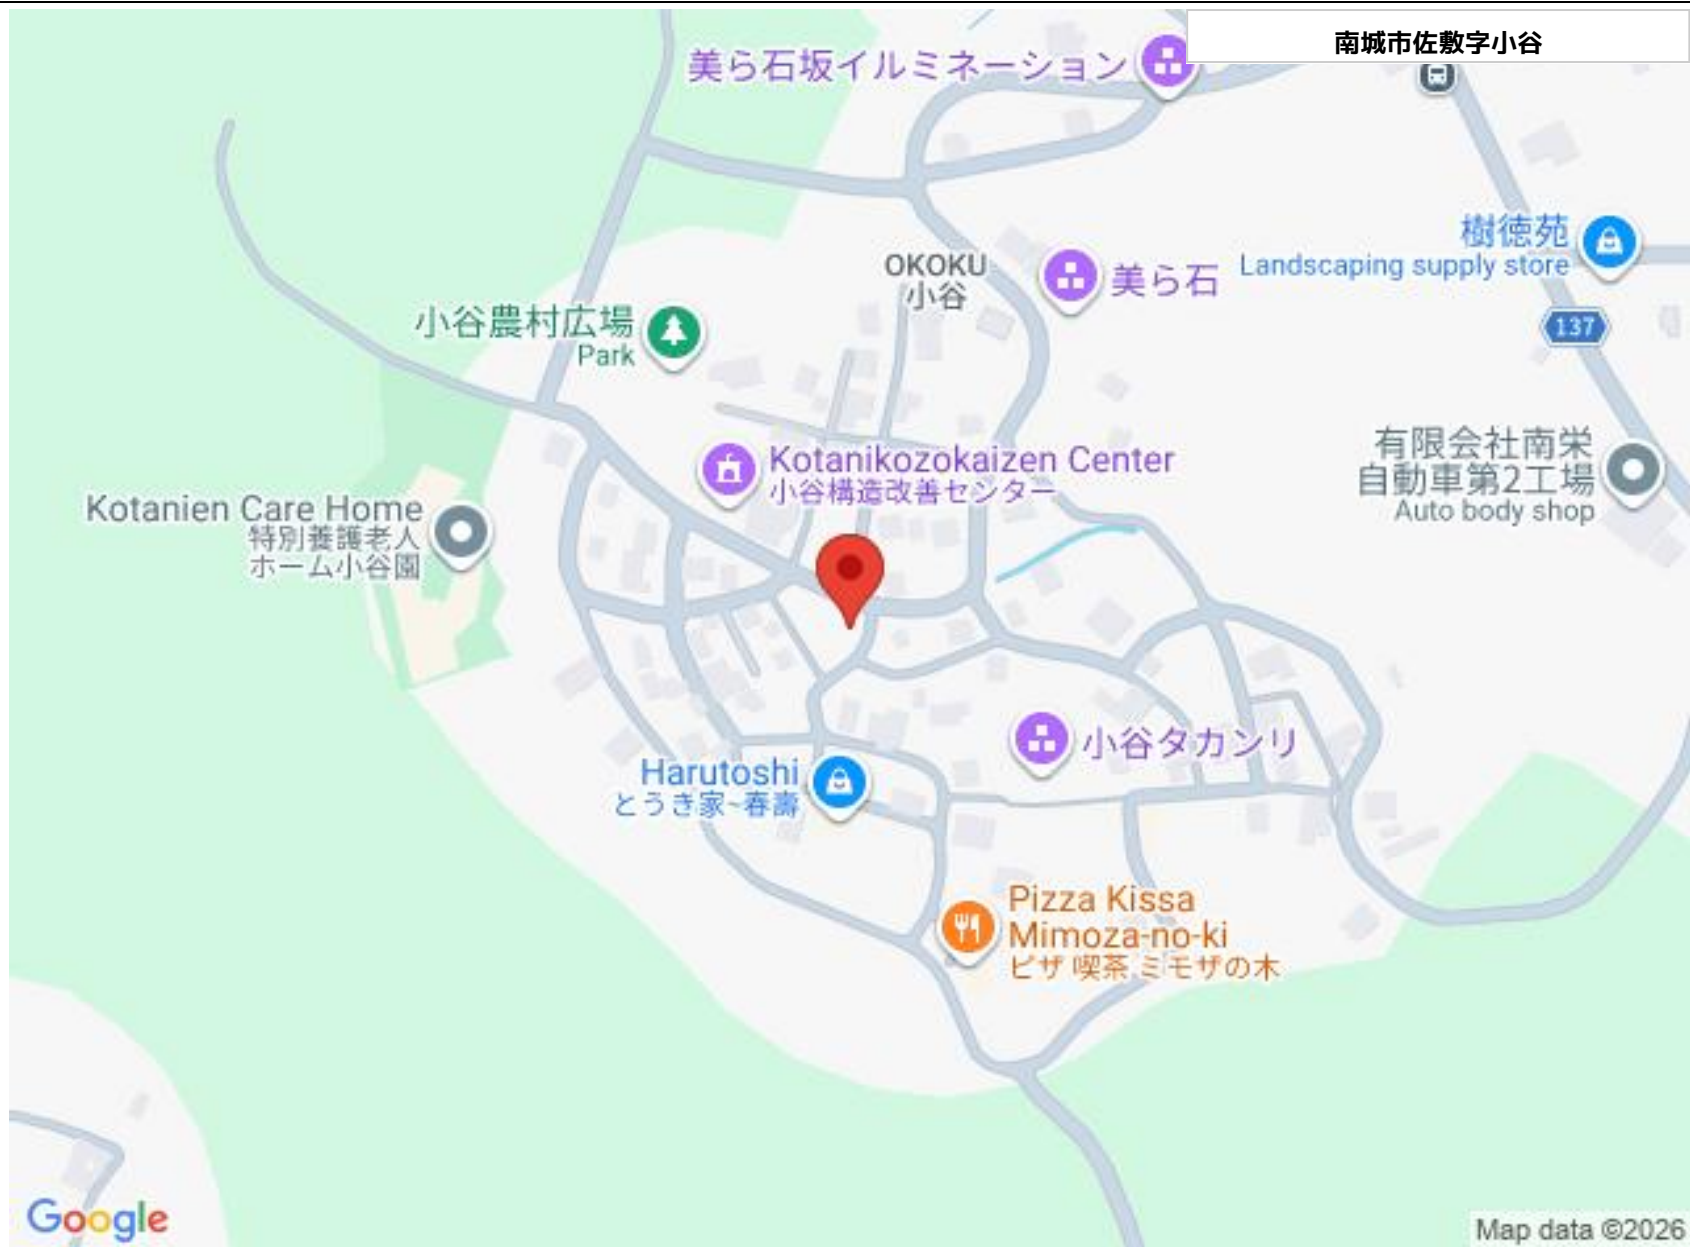 南城市佐敷字小谷
美ら石坂イルミネーション
樹徳苑
Landscaping supply store
OKOKU
小谷
美ら石
小谷農村広場
Park
137
有限会社南栄
自動車第2工場
Auto body shop
Kotanikozokaizen Center
小谷構造改善センター
Kotanien Care Home
特別養護老人
ホーム小谷園
小谷タカンリ
Harutoshi
とうき家~春壽
Pizza Kissa
Mimoza-no-ki
ピザ 喫茶 ミモザの木
Google
Map data ©2026